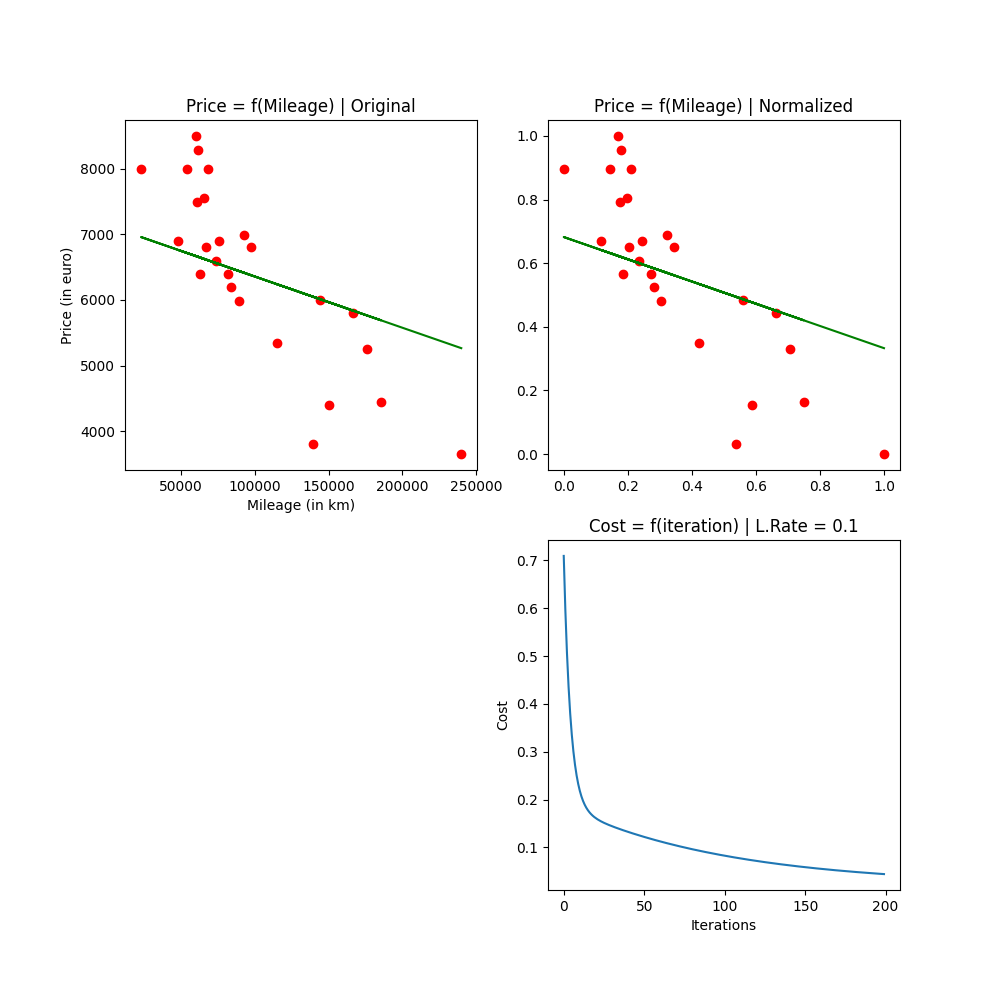 Price = f(Mileage) | Original
Price (in euro)
8000
7000
6000
5000
4000
50000 100000 150000 200000 250000
Mileage (in km)
Price = f(Mileage) | Normalized
1.0
0.8
0.6
0.4
0.2
0.0
0.0 0.2 0.4 0.6 0.8 1.0
Cost = f(iteration) | L.Rate = 0.1
Cost
0.7
0.6
0.5
0.4
0.3
0.2
0.1
0 50 100 150 200
Iterations